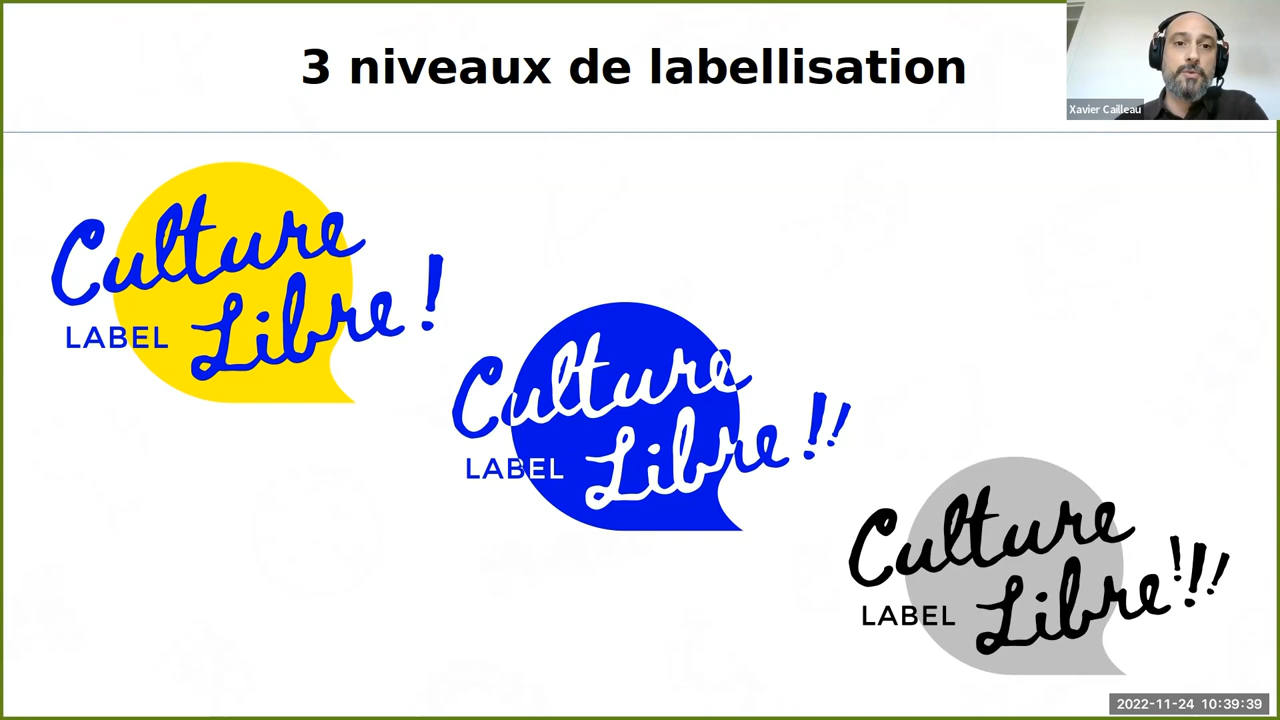 3 niveaux de labellisation
Xavier Cailleau
Culture
LABEL Libre !
Culture
LABEL Libre !!
Culture
LABEL Libre !!!
2022-11-24 10:39:39